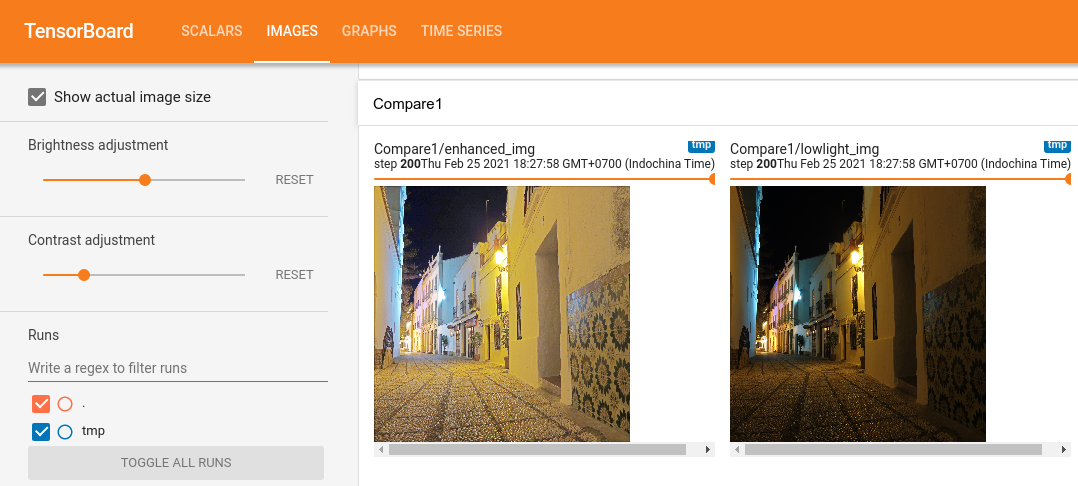 TensorBoard SCALARS IMAGES GRAPHS TIME SERIES
Show actual image size
Brightness adjustment
RESET
Contrast adjustment
RESET
Runs
Write a regex to filter runs
.
tmp
TOGGLE ALL RUNS
Compare1
Compare1/enhanced_img tmp
step 200Thu Feb 25 2021 18:27:58 GMT+0700 (Indochina Time)
Compare1/lowlight_img tmp
step 200Thu Feb 25 2021 18:27:58 GMT+0700 (Indochina Time)